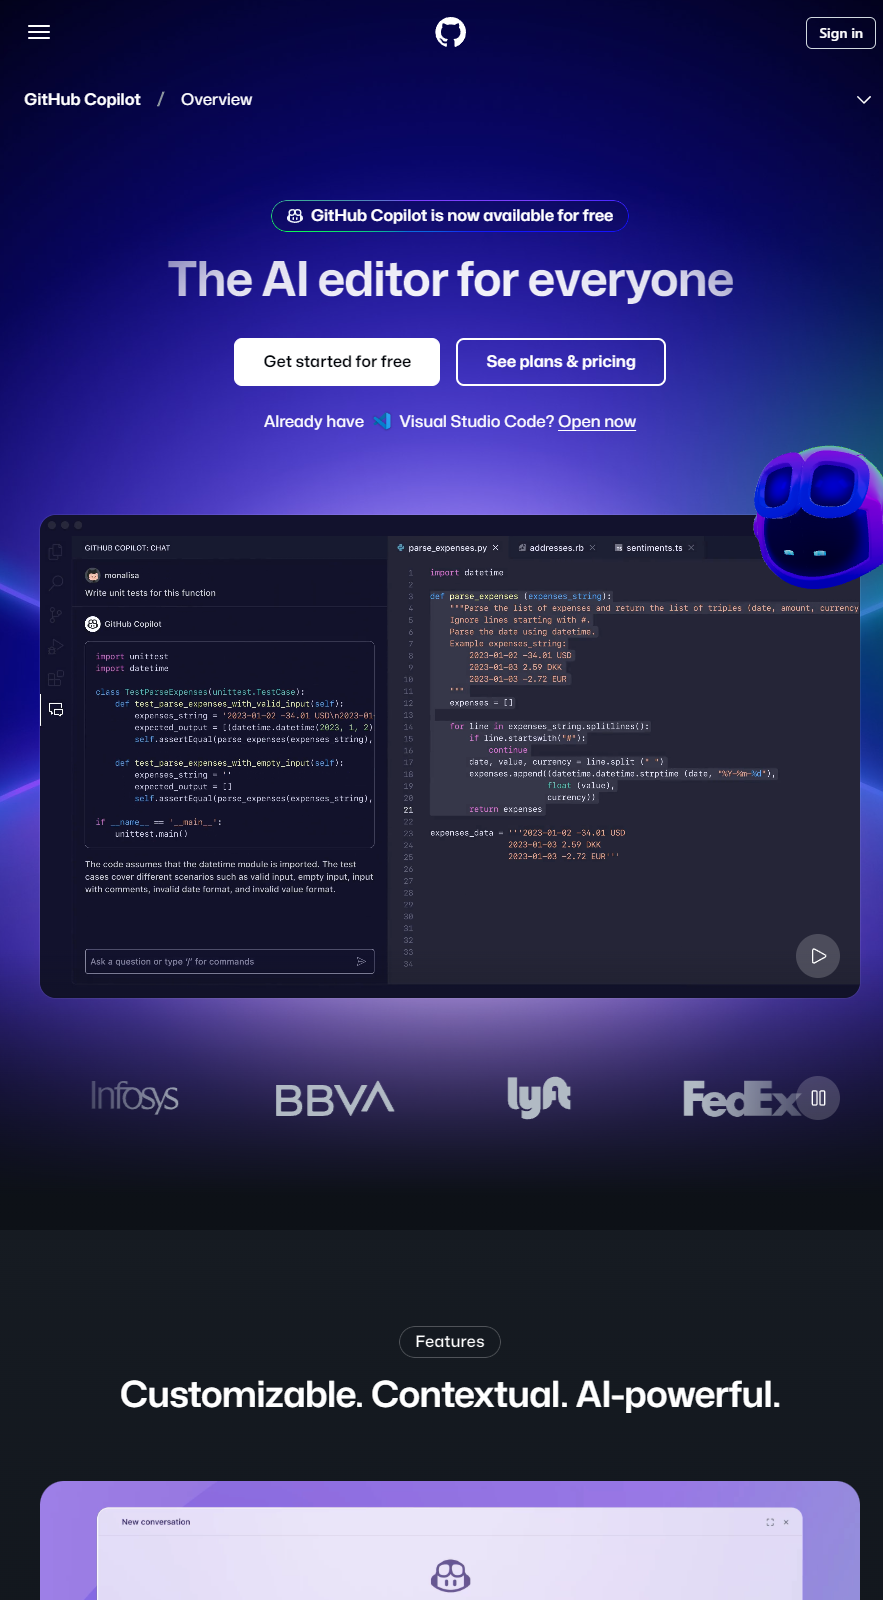 Sign in
GitHub Copilot / Overview
GitHub Copilot is now available for free
The AI editor for everyone
Get started for free
See plans & pricing
Already have Visual Studio Code? Open now
GITHUB COPILOT: CHAT
monalisa
Write unit tests for this function
GitHub Copilot
import unittest
import datetime
class TestParseExpenses(unittest.TestCase):
def test_parse_expenses_with_valid_input(self):
expenses_string = '2023-01-02 -34.01 USD\n2023-01-
expected_output = [(datetime.datetime(2023, 1, 2)
self.assertEqual(parse_expenses(expenses_string),
def test_parse_expenses_with_empty_input(self):
expenses_string = ''
expected_output = []
self.assertEqual(parse_expenses(expenses_string),
if __name__ == '__main__':
unittest.main()
The code assumes that the datetime module is imported. The test
cases cover different scenarios such as valid input, empty input, input
with comments, invalid date format, and invalid value format.
Ask a question or type '/' for commands
parse_expenses.py × addresses.rb × sentiments.ts ×
1 import datetime
2
3 def parse_expenses (expenses_string):
4 """Parse the list of expenses and return the list of triples (date, amount, currency
5 Ignore lines starting with #.
6 Parse the date using datetime.
7 Example expenses_string:
8 2023-01-02 -34.01 USD
9 2023-01-03 2.59 DKK
10 2023-01-03 -2.72 EUR
11 """
12 expenses = []
13
14 for line in expenses_string.splitlines():
15 if line.startswith("#"):
16 continue
17 date, value, currency = line.split (" ")
18 expenses.append((datetime.datetime.strptime (date, "%Y-%m-%d"),
19 float (value),
20 currency))
21 return expenses
22
23 expenses_data = '''2023-01-02 -34.01 USD
24 2023-01-03 2.59 DKK
25 2023-01-03 -2.72 EUR'''
26
27
28
29
30
31
32
33
34
Infosys
BBVA
lyft
FedEx
Features
Customizable. Contextual. AI-powerful.
New conversation